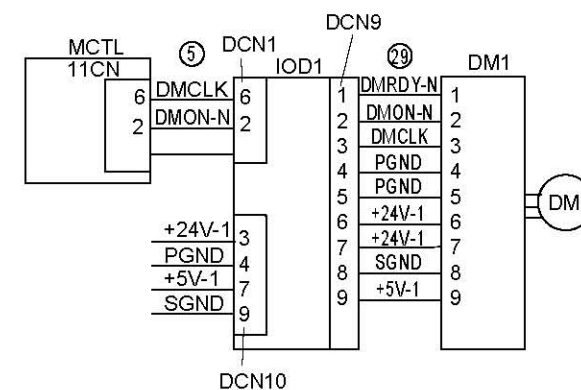 DCN9
MCTL
⑤
DCN1
IOD1
㉙
DM1
11CN
6 DMCLK 6
2 DMON-N 2
1 DMRDY-N 1
2 DMON-N 2
3 DMCLK 3
4 PGND 4
5 PGND 5
6 +24V-1 6
7 +24V-1 7
8 SGND 8
9 +5V-1 9
DM
+24V-1 3
PGND 4
+5V-1 7
SGND 9
DCN10